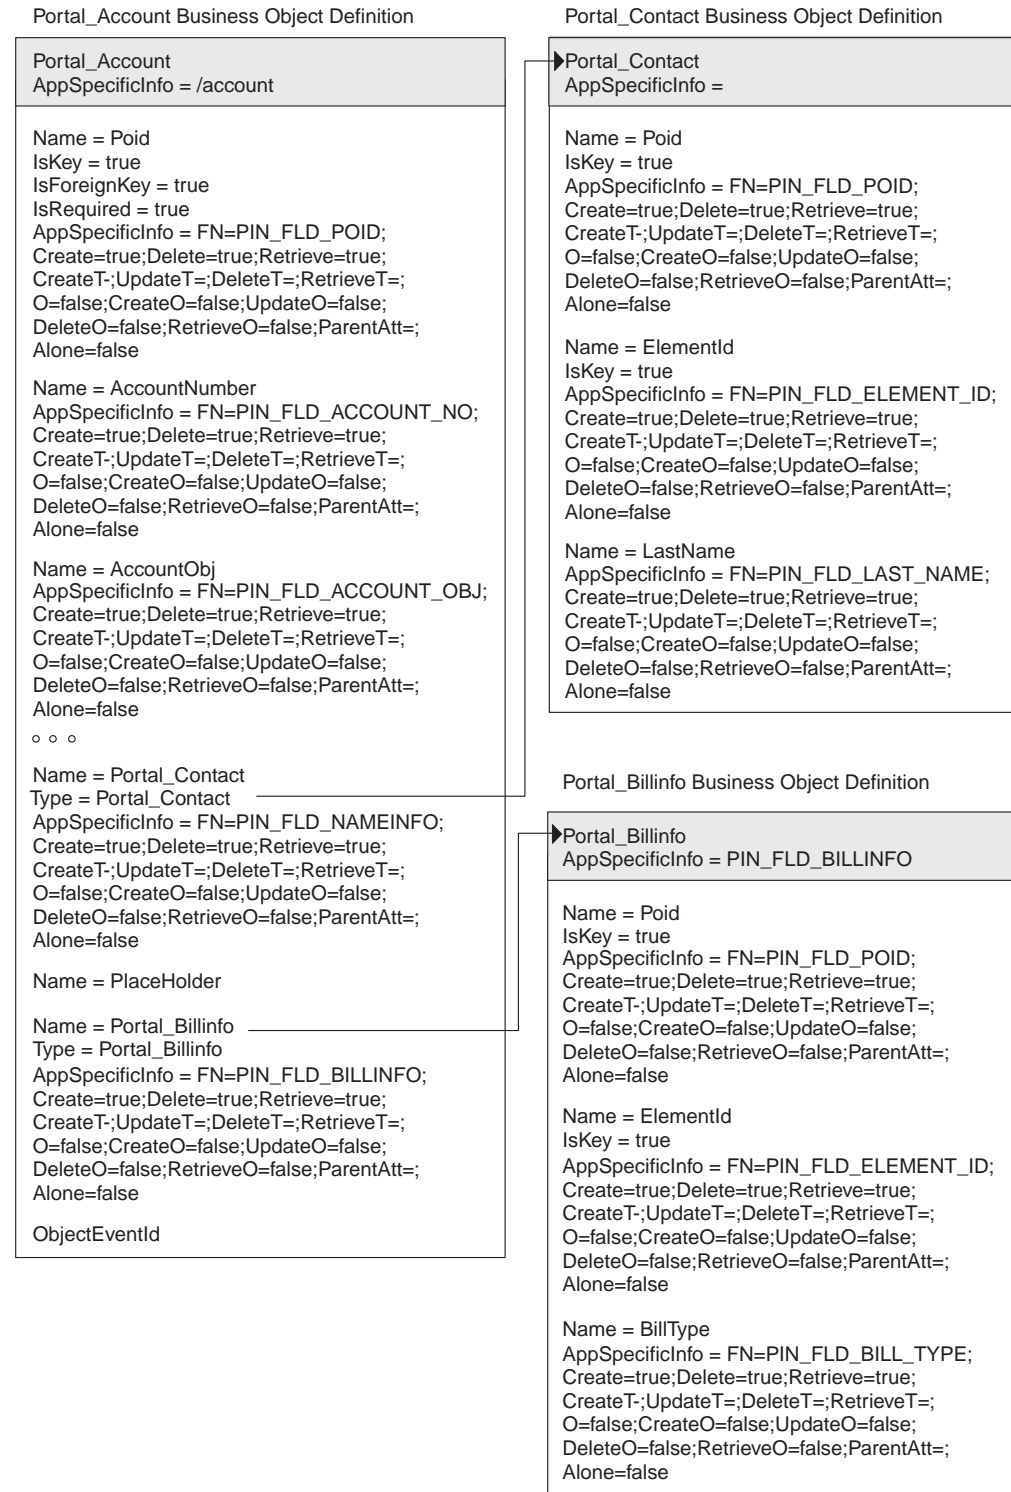 Portal_Account Business Object Definition
Portal_Account
AppSpecificInfo = /account
Name = Poid
IsKey = true
IsForeignKey = true
IsRequired = true
AppSpecificInfo = FN=PIN_FLD_POID;
Create=true;Delete=true;Retrieve=true;
CreateT-;UpdateT=;DeleteT=;RetrieveT=;
O=false;CreateO=false;UpdateO=false;
DeleteO=false;RetrieveO=false;ParentAtt=;
Alone=false
Name = AccountNumber
AppSpecificInfo = FN=PIN_FLD_ACCOUNT_NO;
Create=true;Delete=true;Retrieve=true;
CreateT-;UpdateT=;DeleteT=;RetrieveT=;
O=false;CreateO=false;UpdateO=false;
DeleteO=false;RetrieveO=false;ParentAtt=;
Alone=false
Name = AccountObj
AppSpecificInfo = FN=PIN_FLD_ACCOUNT_OBJ;
Create=true;Delete=true;Retrieve=true;
CreateT-;UpdateT=;DeleteT=;RetrieveT=;
O=false;CreateO=false;UpdateO=false;
DeleteO=false;RetrieveO=false;ParentAtt=;
Alone=false
Name = Portal_Contact
Type = Portal_Contact
AppSpecificInfo = FN=PIN_FLD_NAMEINFO;
Create=true;Delete=true;Retrieve=true;
CreateT-;UpdateT=;DeleteT=;RetrieveT=;
O=false;CreateO=false;UpdateO=false;
DeleteO=false;RetrieveO=false;ParentAtt=;
Alone=false
Name = PlaceHolder
Name = Portal_Billinfo
Type = Portal_Billinfo
AppSpecificInfo = FN=PIN_FLD_BILLINFO;
Create=true;Delete=true;Retrieve=true;
CreateT-;UpdateT=;DeleteT=;RetrieveT=;
O=false;CreateO=false;UpdateO=false;
DeleteO=false;RetrieveO=false;ParentAtt=;
Alone=false
ObjectEventId
Portal_Contact Business Object Definition
Portal_Contact
AppSpecificInfo =
Name = Poid
IsKey = true
AppSpecificInfo = FN=PIN_FLD_POID;
Create=true;Delete=true;Retrieve=true;
CreateT-;UpdateT=;DeleteT=;RetrieveT=;
O=false;CreateO=false;UpdateO=false;
DeleteO=false;RetrieveO=false;ParentAtt=;
Alone=false
Name = ElementId
IsKey = true
AppSpecificInfo = FN=PIN_FLD_ELEMENT_ID;
Create=true;Delete=true;Retrieve=true;
CreateT-;UpdateT=;DeleteT=;RetrieveT=;
O=false;CreateO=false;UpdateO=false;
DeleteO=false;RetrieveO=false;ParentAtt=;
Alone=false
Name = LastName
AppSpecificInfo = FN=PIN_FLD_LAST_NAME;
Create=true;Delete=true;Retrieve=true;
CreateT-;UpdateT=;DeleteT=;RetrieveT=;
O=false;CreateO=false;UpdateO=false;
DeleteO=false;RetrieveO=false;ParentAtt=;
Alone=false
Portal_Billinfo Business Object Definition
Portal_Billinfo
AppSpecificInfo = PIN_FLD_BILLINFO
Name = Poid
IsKey = true
AppSpecificInfo = FN=PIN_FLD_POID;
Create=true;Delete=true;Retrieve=true;
CreateT-;UpdateT=;DeleteT=;RetrieveT=;
O=false;CreateO=false;UpdateO=false;
DeleteO=false;RetrieveO=false;ParentAtt=;
Alone=false
Name = ElementId
IsKey = true
AppSpecificInfo = FN=PIN_FLD_ELEMENT_ID;
Create=true;Delete=true;Retrieve=true;
CreateT-;UpdateT=;DeleteT=;RetrieveT=;
O=false;CreateO=false;UpdateO=false;
DeleteO=false;RetrieveO=false;ParentAtt=;
Alone=false
Name = BillType
AppSpecificInfo = FN=PIN_FLD_BILL_TYPE;
Create=true;Delete=true;Retrieve=true;
CreateT-;UpdateT=;DeleteT=;RetrieveT=;
O=false;CreateO=false;UpdateO=false;
DeleteO=false;RetrieveO=false;ParentAtt=;
Alone=false